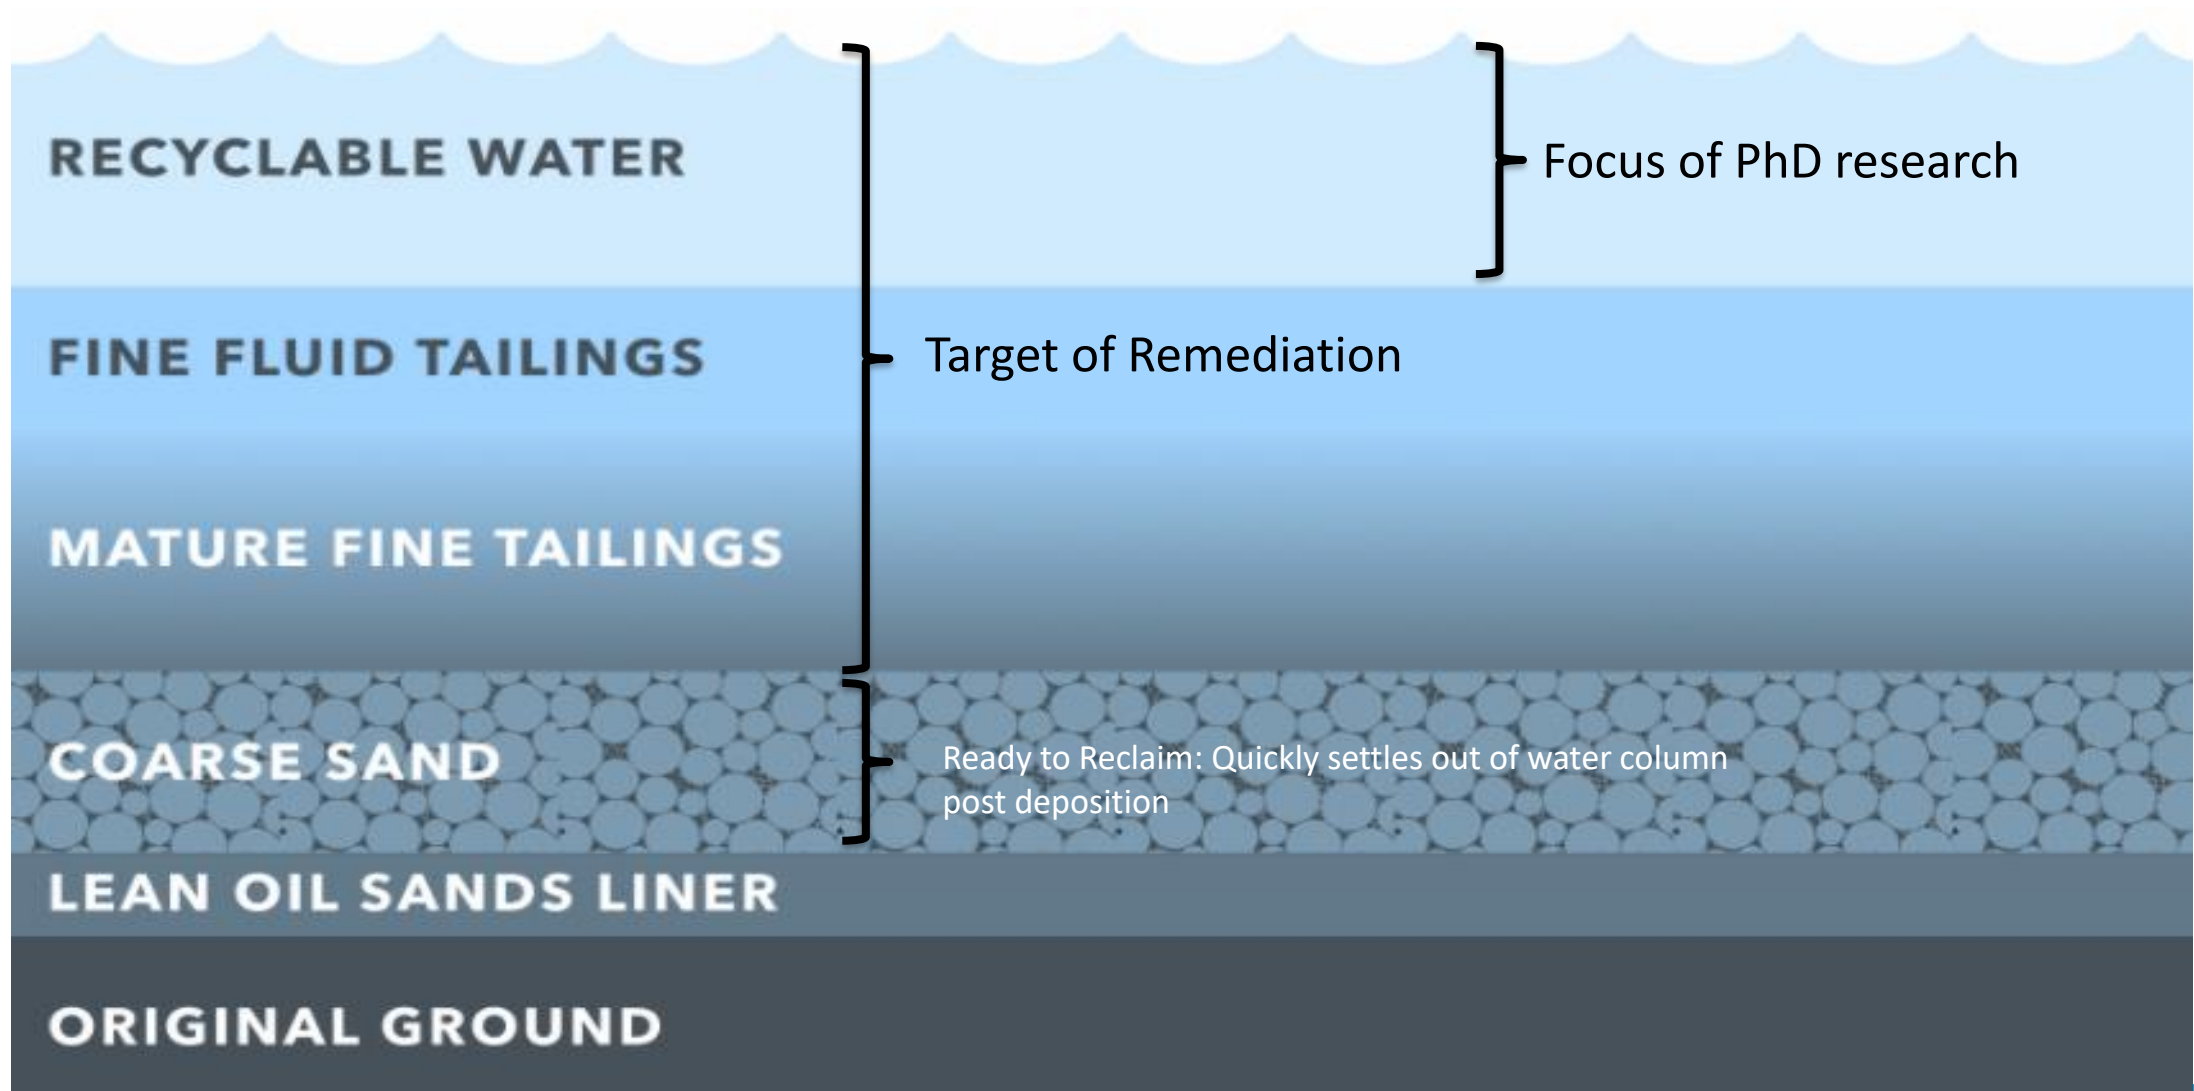 RECYCLABLE WATER
Focus of PhD research
FINE FLUID TAILINGS
Target of Remediation
MATURE FINE TAILINGS
COARSE SAND
Ready to Reclaim: Quickly settles out of water column
post deposition
LEAN OIL SANDS LINER
ORIGINAL GROUND